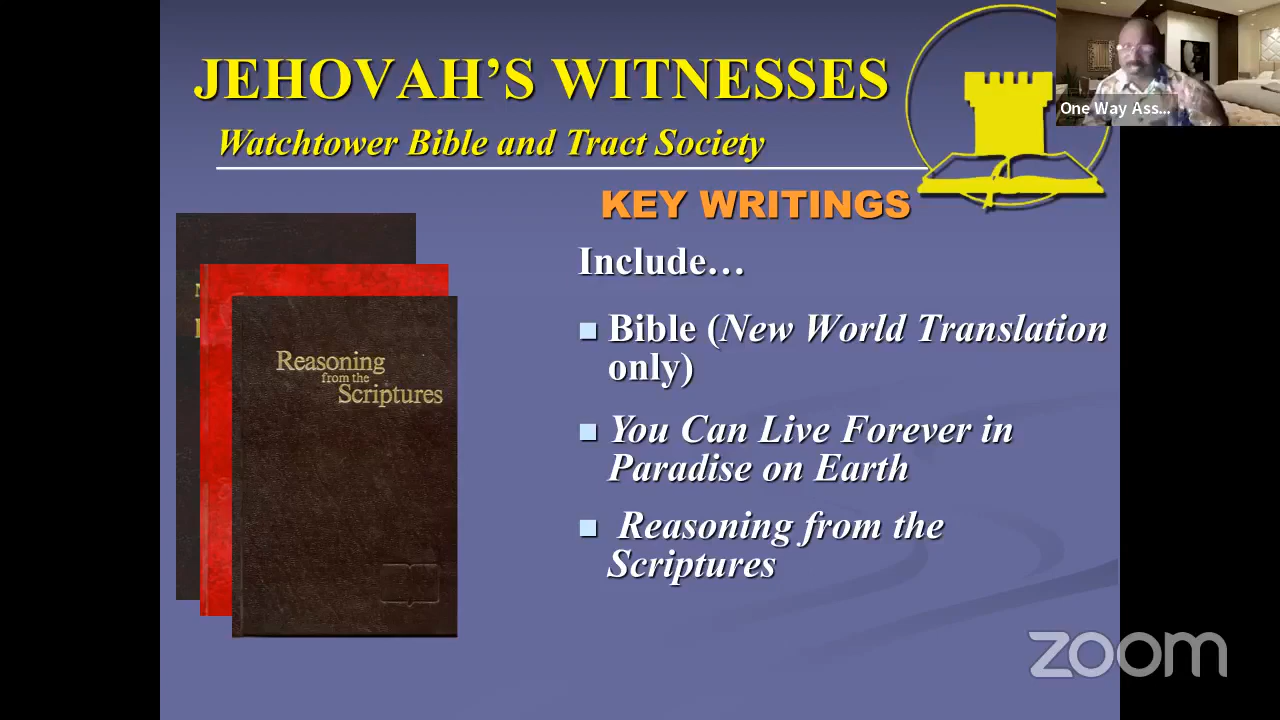 JEHOVAH’S WITNESSES
One Way Ass...
Watchtower Bible and Tract Society
KEY WRITINGS
Include…
Bible (New World Translation
only)
You Can Live Forever in
Paradise on Earth
Reasoning from the
Scriptures
Reasoning
from the
Scriptures
zoom